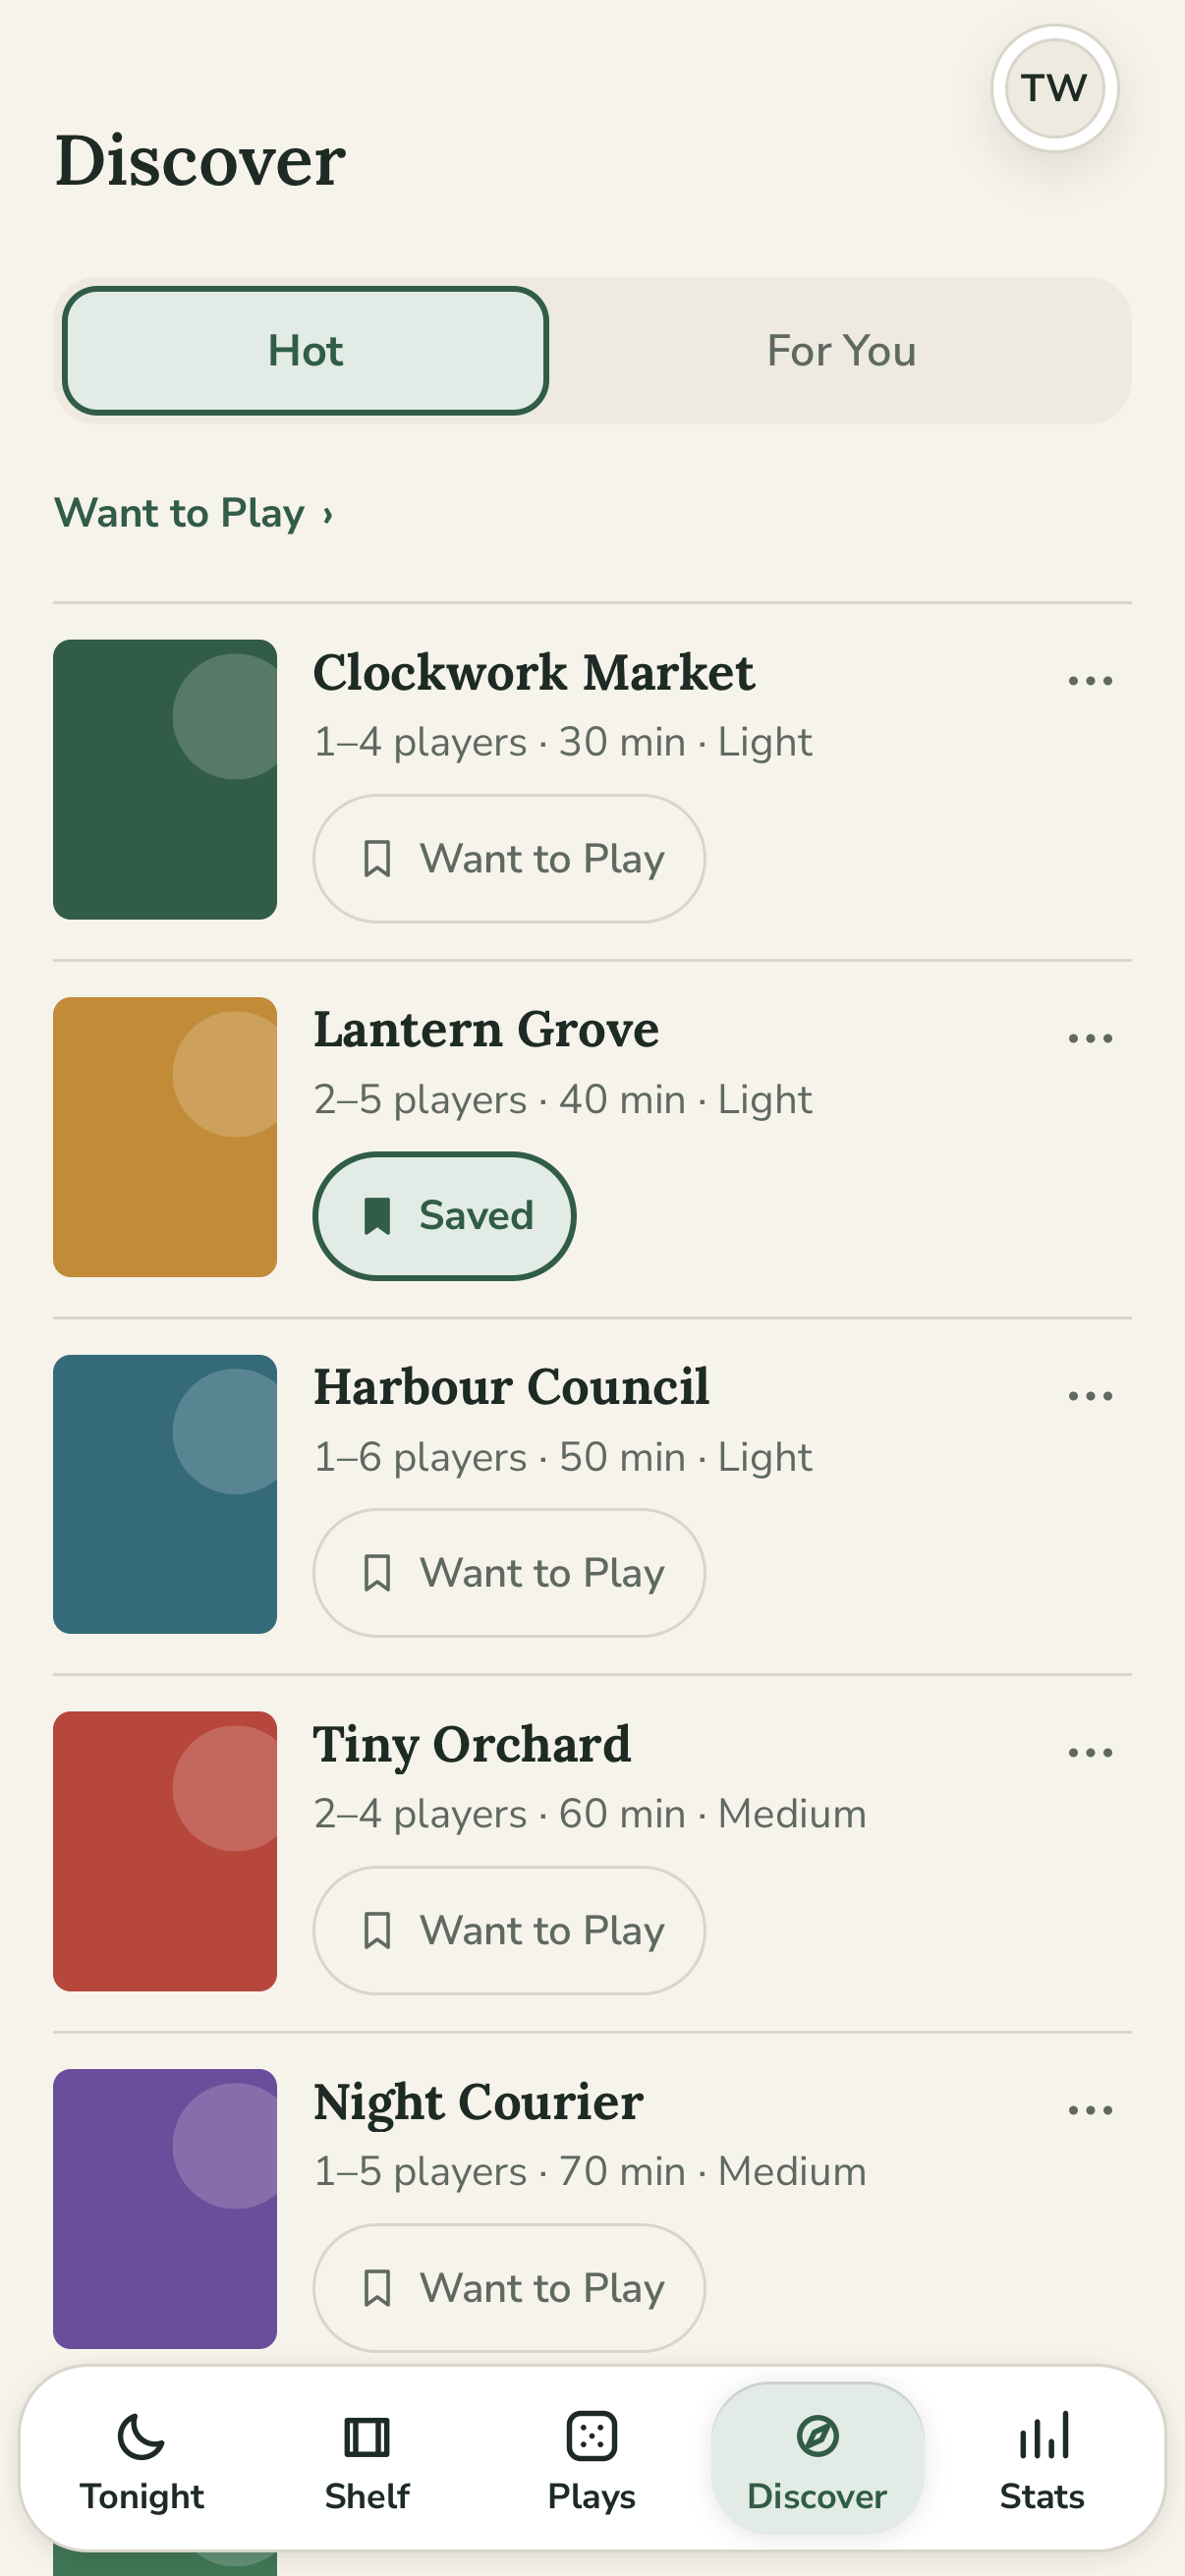 TW
Discover
Hot
For You
Want to Play ›
Clockwork Market
1–4 players · 30 min · Light
Want to Play
Lantern Grove
2–5 players · 40 min · Light
Saved
Harbour Council
1–6 players · 50 min · Light
Want to Play
Tiny Orchard
2–4 players · 60 min · Medium
Want to Play
Night Courier
1–5 players · 70 min · Medium
Want to Play
Tonight
Shelf
Plays
Discover
Stats